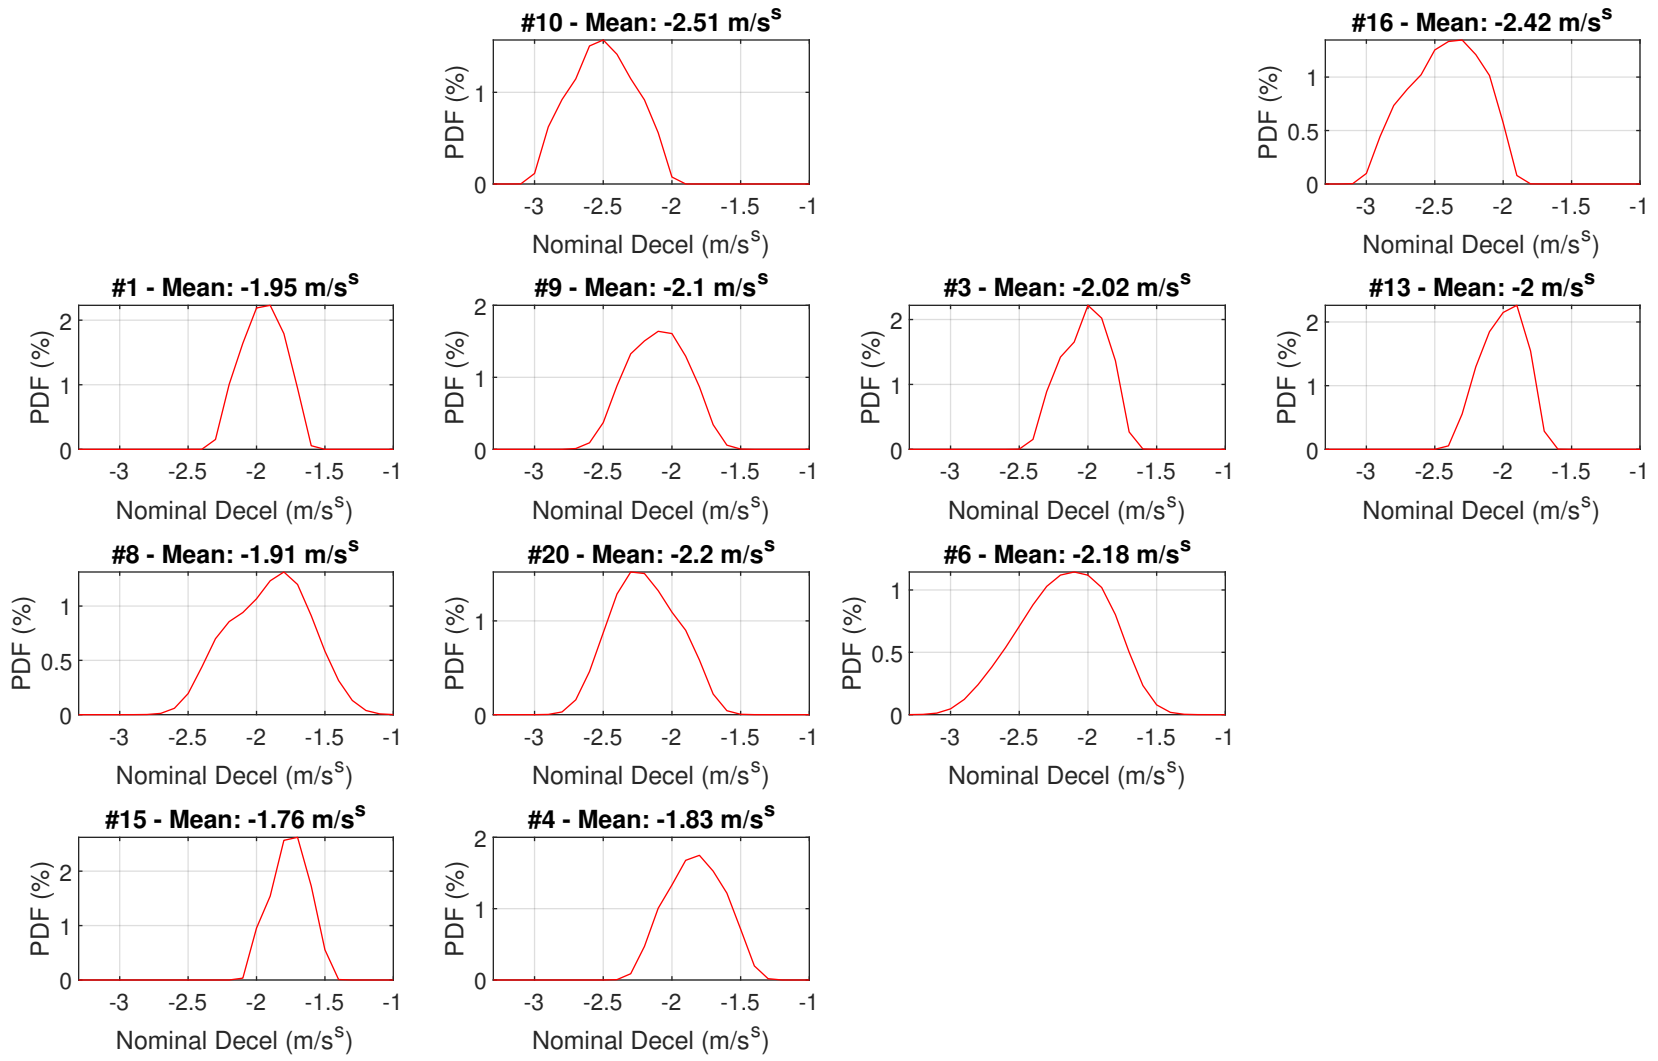 #10 - Mean: -2.51 m/s^s
PDF (%)
1
0
-3 -2.5 -2 -1.5 -1
Nominal Decel (m/s^s)
#16 - Mean: -2.42 m/s^s
PDF (%)
1
0.5
0
-3 -2.5 -2 -1.5 -1
Nominal Decel (m/s^s)
#1 - Mean: -1.95 m/s^s
PDF (%)
2
1
0
-3 -2.5 -2 -1.5 -1
Nominal Decel (m/s^s)
#9 - Mean: -2.1 m/s^s
PDF (%)
2
1
0
-3 -2.5 -2 -1.5 -1
Nominal Decel (m/s^s)
#3 - Mean: -2.02 m/s^s
PDF (%)
2
1
0
-3 -2.5 -2 -1.5 -1
Nominal Decel (m/s^s)
#13 - Mean: -2 m/s^s
PDF (%)
2
1
0
-3 -2.5 -2 -1.5 -1
Nominal Decel (m/s^s)
#8 - Mean: -1.91 m/s^s
PDF (%)
1
0.5
0
-3 -2.5 -2 -1.5 -1
Nominal Decel (m/s^s)
#20 - Mean: -2.2 m/s^s
PDF (%)
1
0
-3 -2.5 -2 -1.5 -1
Nominal Decel (m/s^s)
#6 - Mean: -2.18 m/s^s
PDF (%)
1
0.5
0
-3 -2.5 -2 -1.5 -1
Nominal Decel (m/s^s)
#15 - Mean: -1.76 m/s^s
PDF (%)
2
1
0
-3 -2.5 -2 -1.5 -1
Nominal Decel (m/s^s)
#4 - Mean: -1.83 m/s^s
PDF (%)
2
1
0
-3 -2.5 -2 -1.5 -1
Nominal Decel (m/s^s)